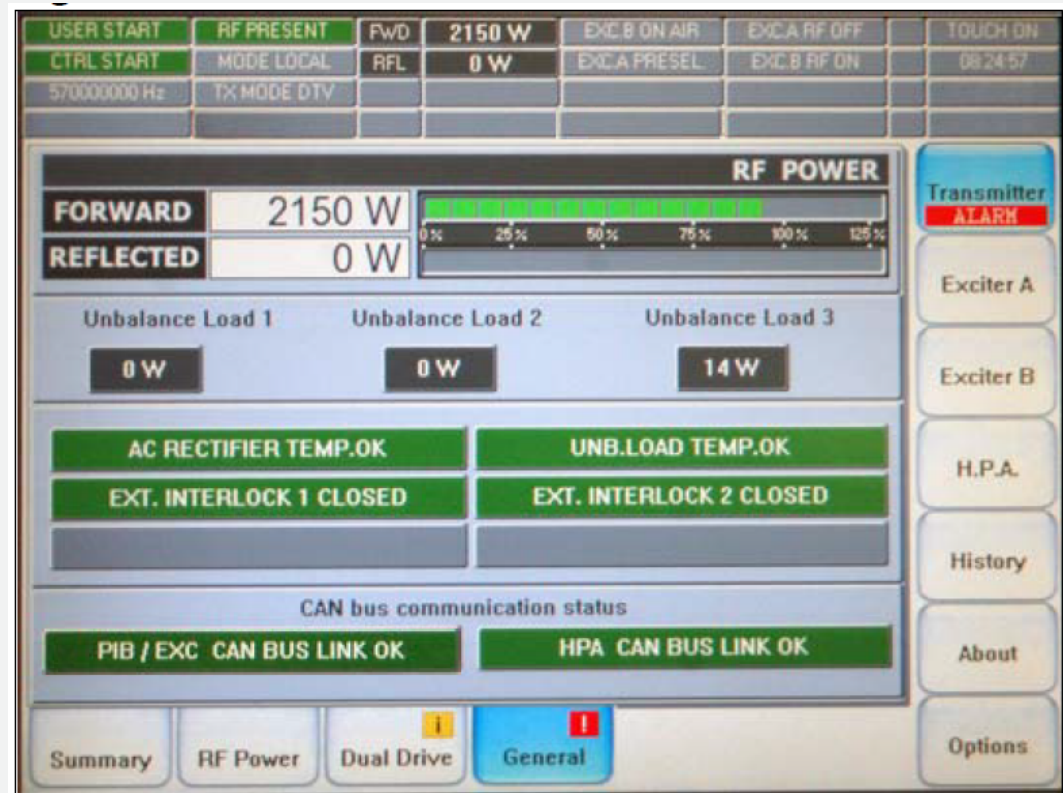 USER START RF PRESENT FWD 2150 W EXC.B ON AIR EXC.A RF OFF TOUCH ON
CTRL START MODE LOCAL RFL 0 W EXC.A PRESEL. EXC.B RF ON 08:24:57
570000000 Hz TX MODE DTV
RF POWER
FORWARD 2150 W
0% 25% 50% 75% 100% 125%
REFLECTED 0 W
Unbalance Load 1 Unbalance Load 2 Unbalance Load 3
0 W 0 W 14 W
AC RECTIFIER TEMP.OK UNB.LOAD TEMP.OK
EXT. INTERLOCK 1 CLOSED EXT. INTERLOCK 2 CLOSED
CAN bus communication status
PIB / EXC CAN BUS LINK OK HPA CAN BUS LINK OK
Transmitter
ALARM
Exciter A
Exciter B
H.P.A.
History
About
Options
Summary RF Power Dual Drive i General !